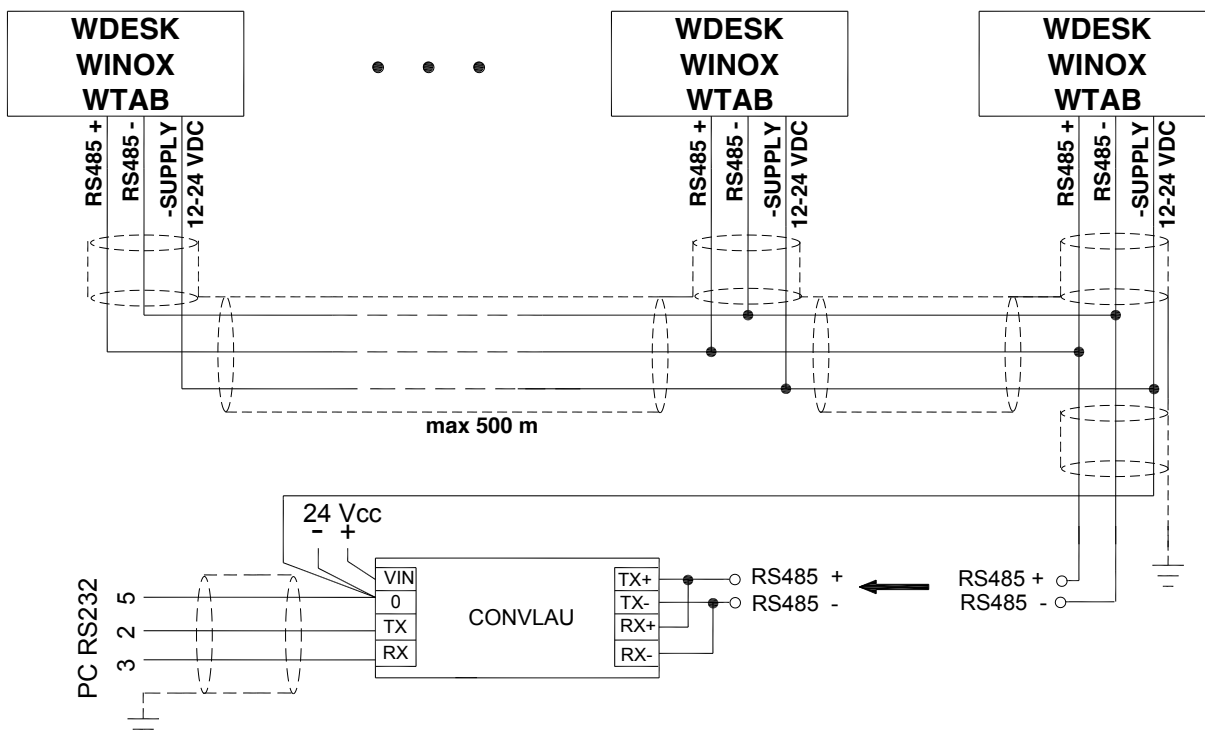 WDESK
WINOX
WTAB
RS485 +
RS485 -
-SUPPLY
12-24 VDC
WDESK
WINOX
WTAB
RS485 +
RS485 -
-SUPPLY
12-24 VDC
WDESK
WINOX
WTAB
RS485 +
RS485 -
-SUPPLY
12-24 VDC
max 500 m
24 Vcc
- +
PC RS232
5
2
3
VIN
0
TX
RX
CONVLAU
TX+
TX-
RX+
RX-
RS485 +
RS485 -
RS485 +
RS485 -